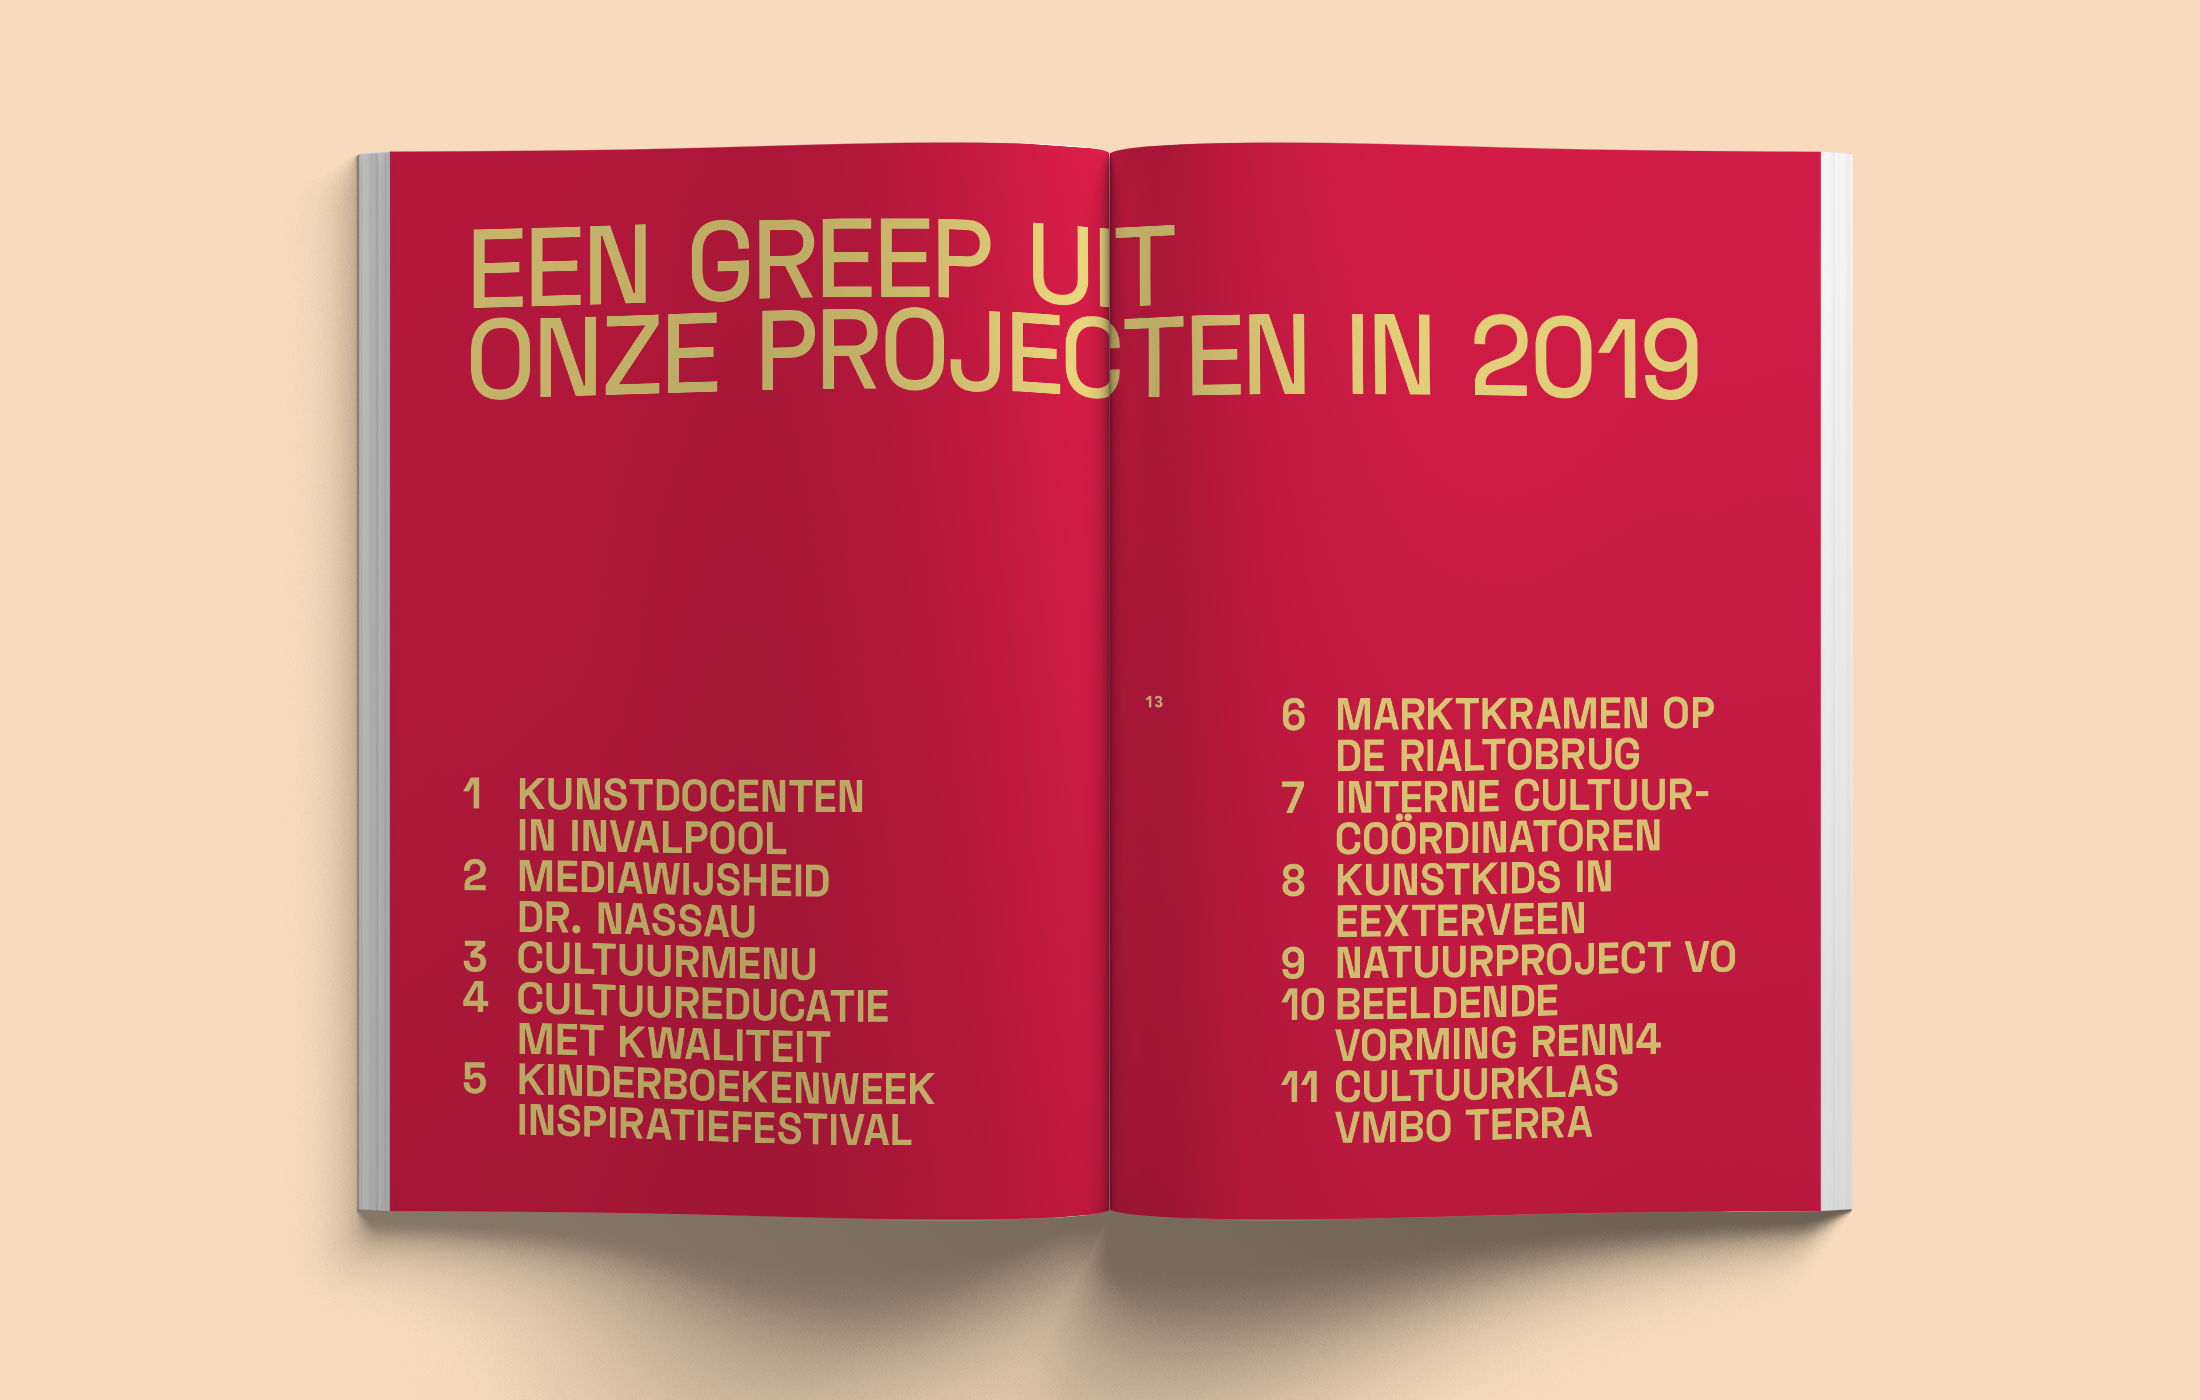 EEN GREEP UIT
ONZE PROJECTEN IN 2019
1 KUNSTDOCENTEN
IN INVALPOOL
2 MEDIAWIJSHEID
DR. NASSAU
3 CULTUURMENU
4 CULTUUREDUCATIE
MET KWALITEIT
5 KINDERBOEKENWEEK
INSPIRATIEFESTIVAL
13
6 MARKTKRAMEN OP
DE RIALTOBRUG
7 INTERNE CULTUUR-
COÖRDINATOREN
8 KUNSTKIDS IN
EEXTERVEEN
9 NATUURPROJECT VO
10 BEELDENDE
VORMING RENN4
11 CULTUURKLAS
VMBO TERRA